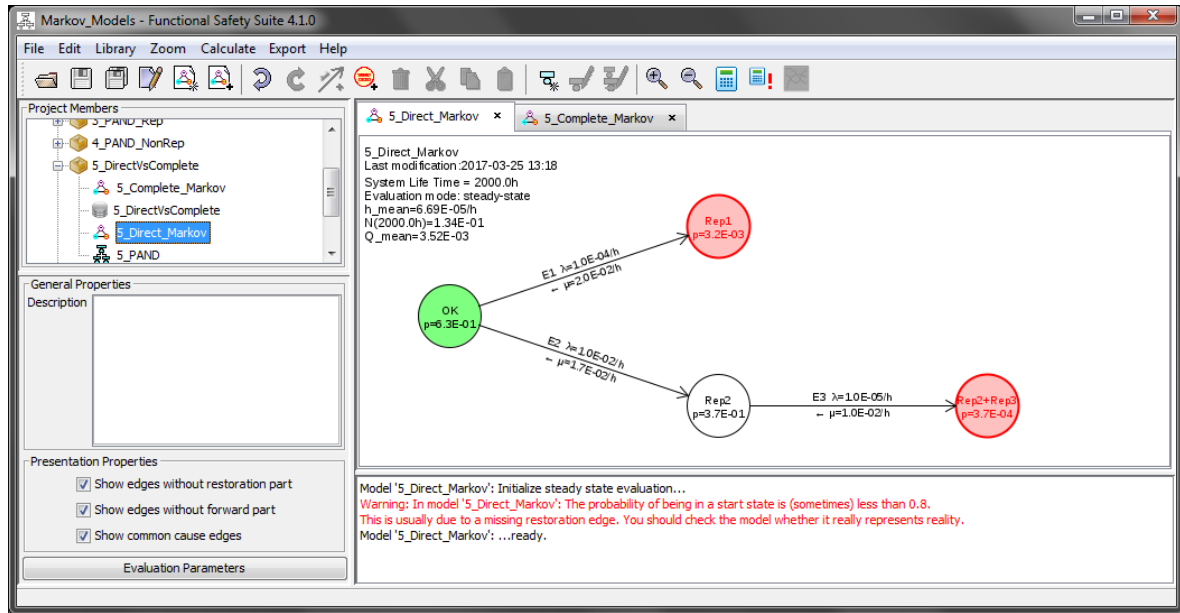 Markov_Models - Functional Safety Suite 4.1.0
File Edit Library Zoom Calculate Export Help
Project Members
3_PAND_Rep
4_PAND_NonRep
5_DirectVsComplete
5_Complete_Markov
5_DirectVsComplete
5_Direct_Markov
5_PAND
General Properties
Description
Presentation Properties
Show edges without restoration part
Show edges without forward part
Show common cause edges
Evaluation Parameters
5_Direct_Markov × 5_Complete_Markov ×
5_Direct_Markov
Last modification:2017-03-25 13:18
System Life Time = 2000.0h
Evaluation mode: steady-state
h_mean=6.69E-05/h
N(2000.0h)=1.34E-01
Q_mean=3.52E-03
Rep1
p=3.2E-03
E1 λ=1.0E-04/h
← μ=2.0E-02/h
OK
p=6.3E-01
E2 λ=1.0E-02/h
← μ=1.7E-02/h
Rep2
p=3.7E-01
E3 λ=1.0E-05/h
← μ=1.0E-02/h
Rep2+Rep3
p=3.7E-04
Model '5_Direct_Markov': Initialize steady state evaluation...
Warning: In model '5_Direct_Markov': The probability of being in a start state is (sometimes) less than 0.8.
This is usually due to a missing restoration edge. You should check the model whether it really represents reality.
Model '5_Direct_Markov': ...ready.